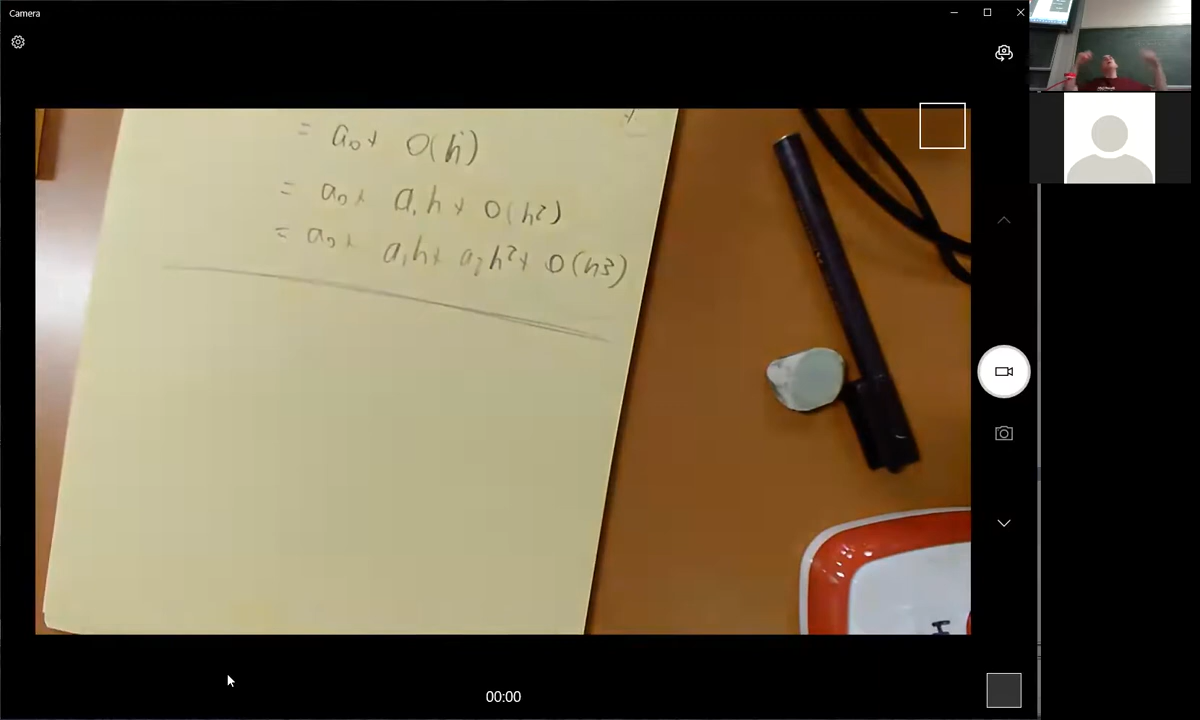 Camera
= a₀ + O(h)
= a₀ + a₁h + O(h²)
= a₀ + a₁h + a₂h² + O(h³)
H
00:00